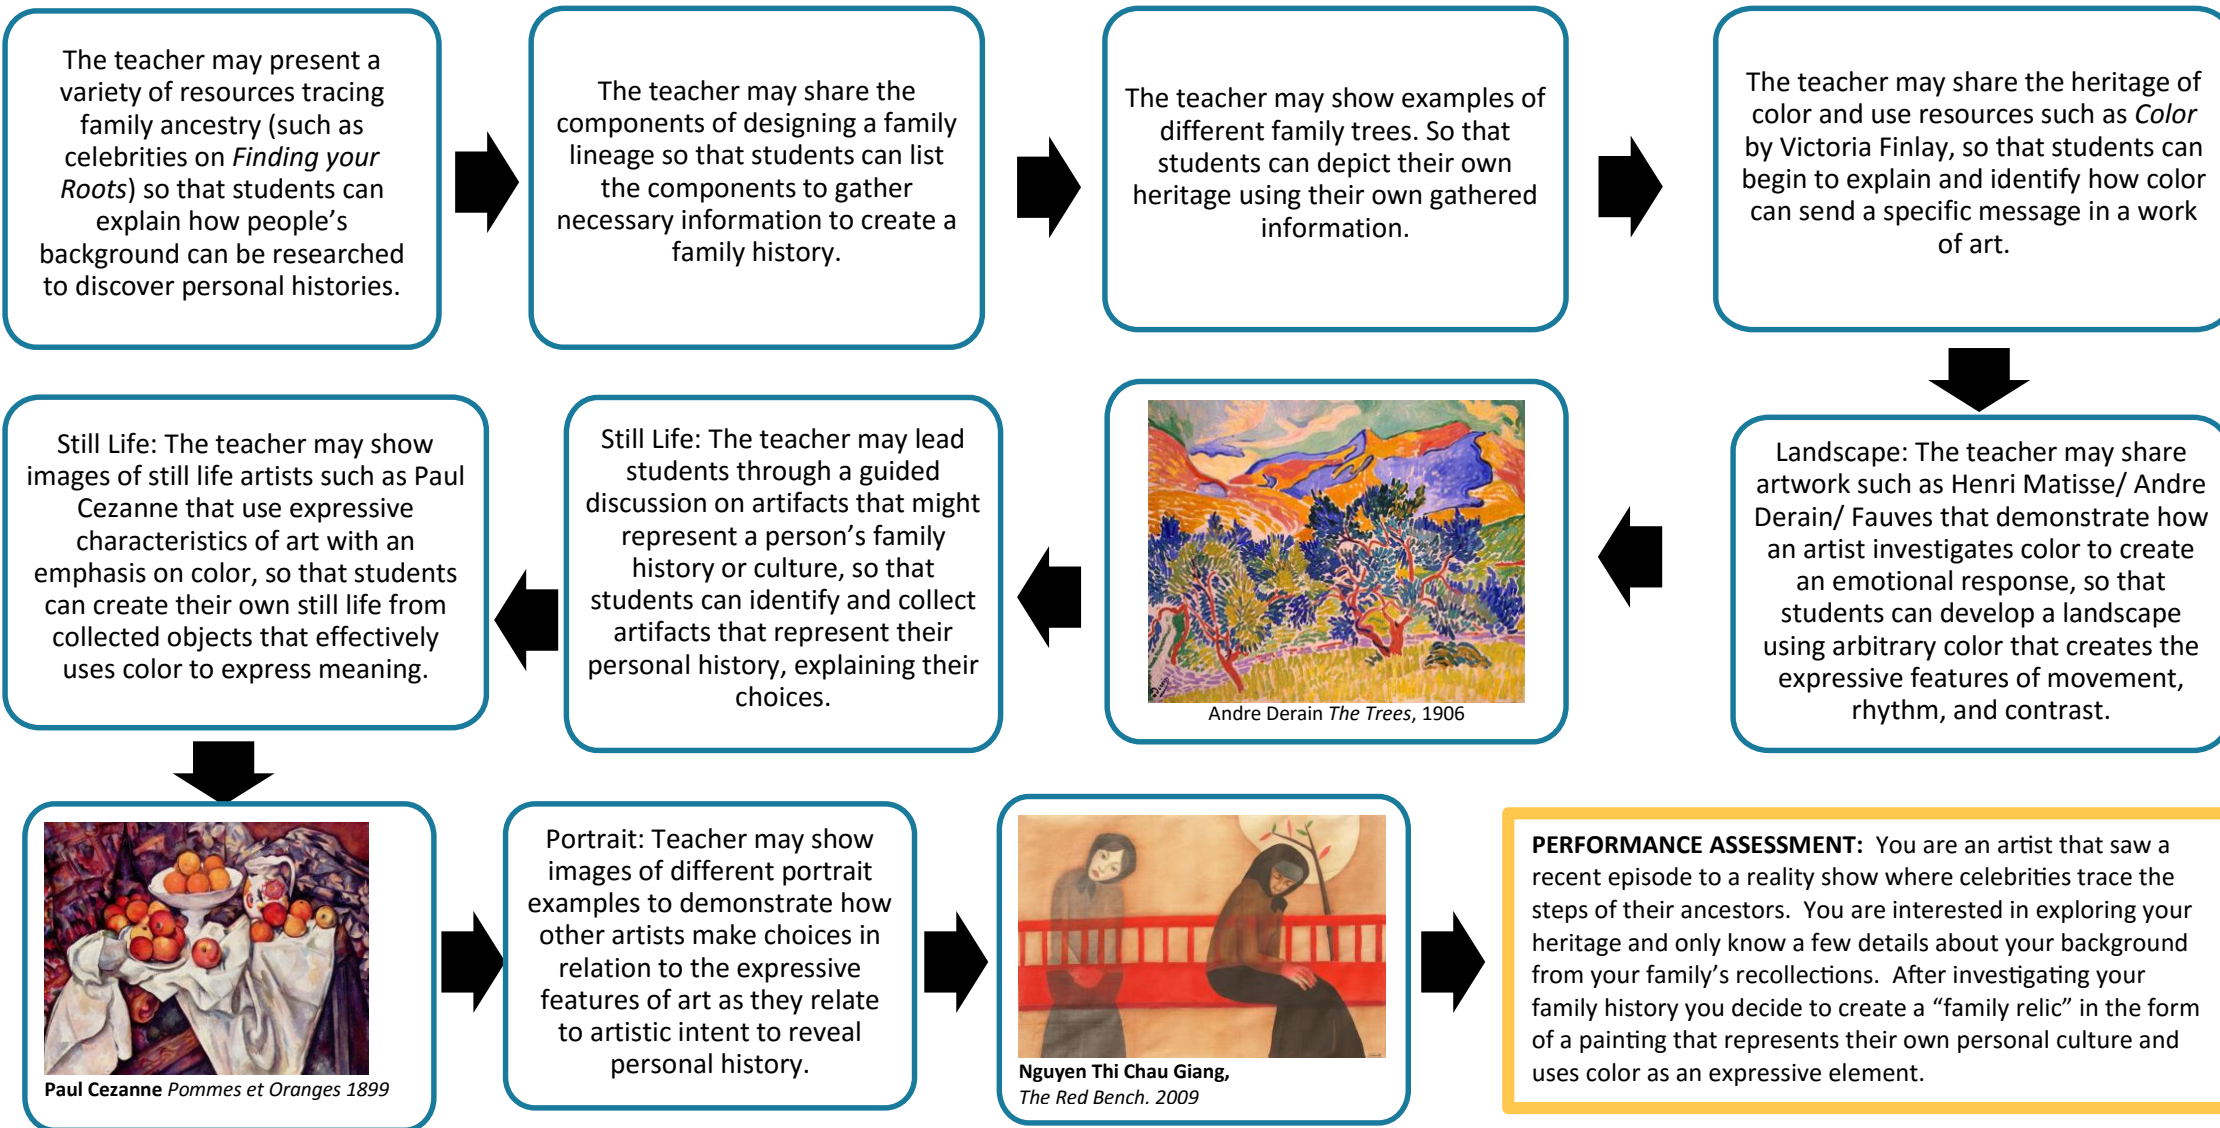 The teacher may present a
variety of resources tracing
family ancestry (such as
celebrities on Finding your
Roots) so that students can
explain how people's
background can be researched
to discover personal histories.
The teacher may share the
components of designing a family
lineage so that students can list
the components to gather
necessary information to create a
family history.
The teacher may show examples of
different family trees. So that
students can depict their own
heritage using their own gathered
information.
The teacher may share the heritage of
color and use resources such as Color
by Victoria Finlay, so that students can
begin to explain and identify how color
can send a specific message in a work
of art.
Landscape: The teacher may share
artwork such as Henri Matisse/ Andre
Derain/ Fauves that demonstrate how
an artist investigates color to create
an emotional response, so that
students can develop a landscape
using arbitrary color that creates the
expressive features of movement,
rhythm, and contrast.
Andre Derain The Trees, 1906
Still Life: The teacher may lead
students through a guided
discussion on artifacts that might
represent a person's family
history or culture, so that
students can identify and collect
artifacts that represent their
personal history, explaining their
choices.
Still Life: The teacher may show
images of still life artists such as Paul
Cezanne that use expressive
characteristics of art with an
emphasis on color, so that students
can create their own still life from
collected objects that effectively
uses color to express meaning.
Paul Cezanne Pommes et Oranges 1899
Portrait: Teacher may show
images of different portrait
examples to demonstrate how
other artists make choices in
relation to the expressive
features of art as they relate
to artistic intent to reveal
personal history.
Nguyen Thi Chau Giang,
The Red Bench. 2009
PERFORMANCE ASSESSMENT: You are an artist that saw a
recent episode to a reality show where celebrities trace the
steps of their ancestors. You are interested in exploring your
heritage and only know a few details about your background
from your family's recollections. After investigating your
family history you decide to create a "family relic" in the form
of a painting that represents their own personal culture and
uses color as an expressive element.